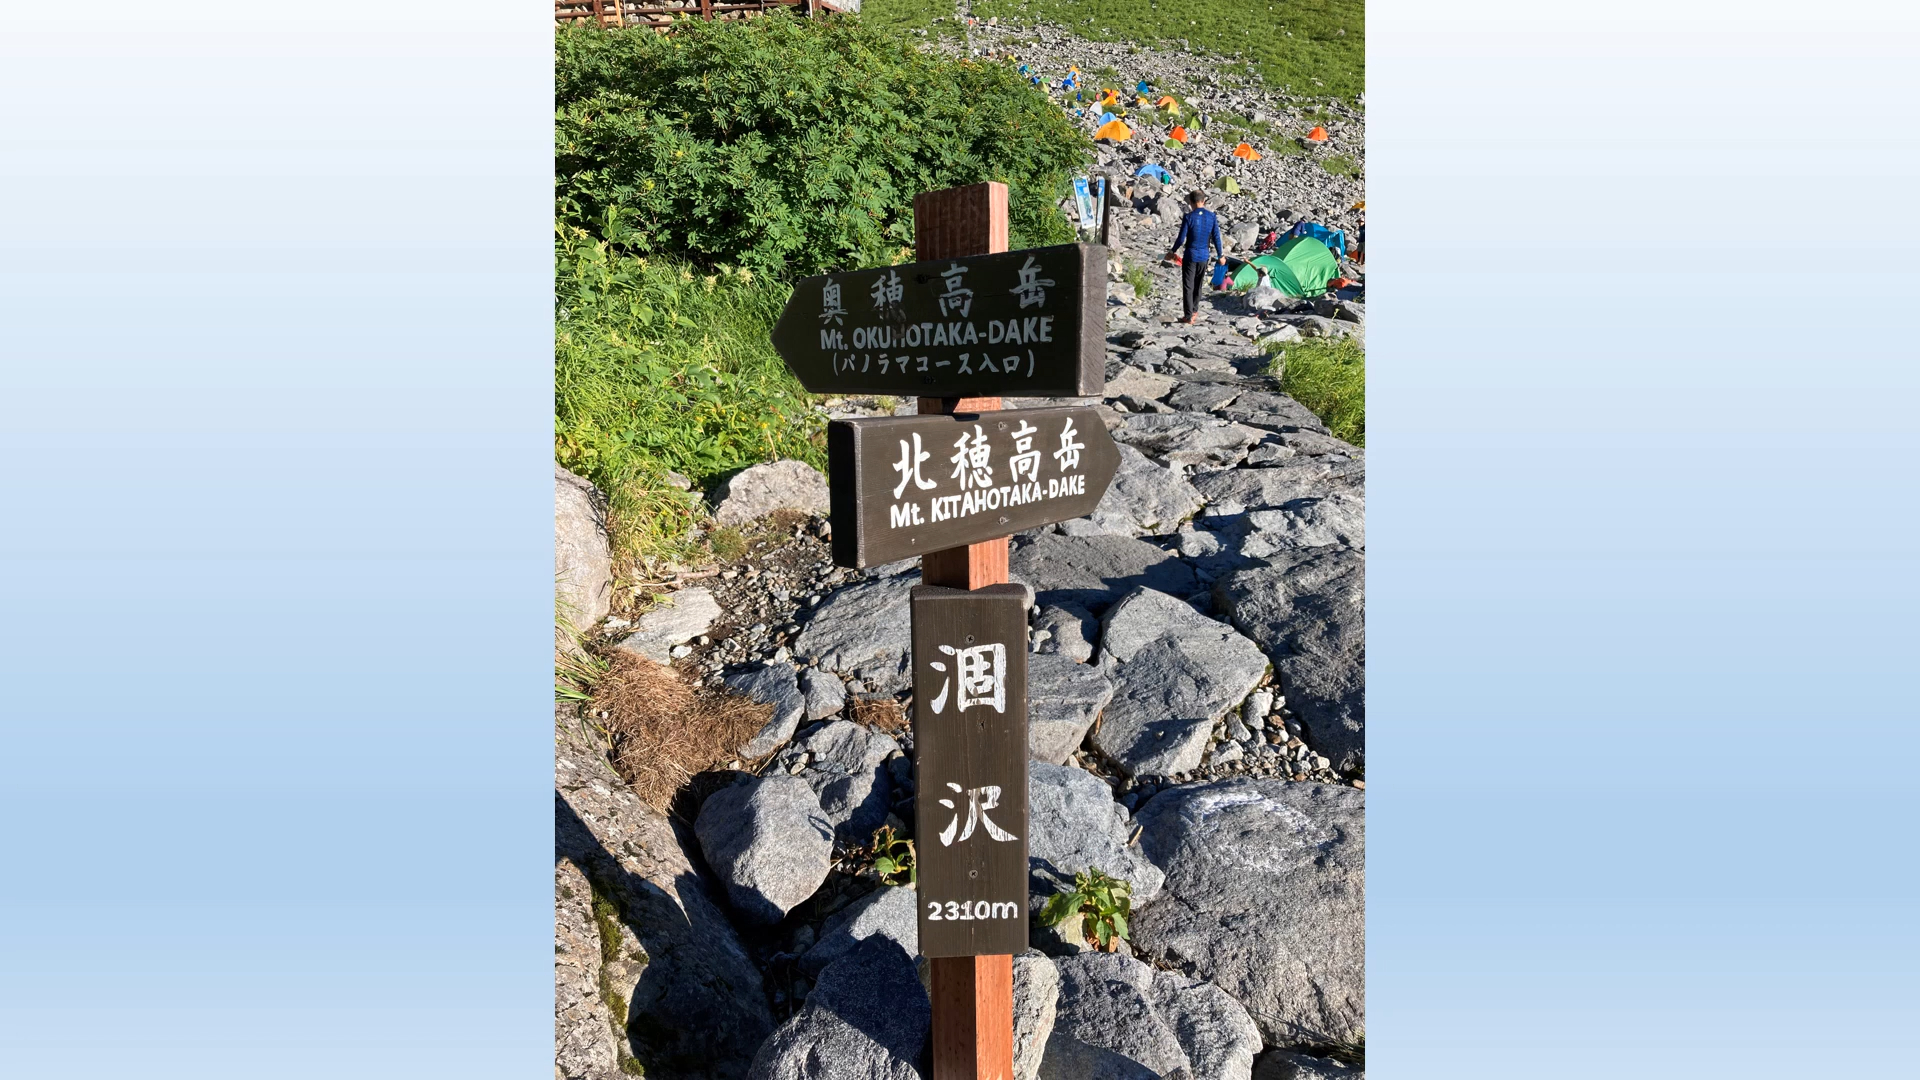 奥穂高岳
Mt. OKUHOTAKA-DAKE
(パノラマコース入口)
北穂高岳
Mt. KITAHOTAKA-DAKE
涸沢
2310m